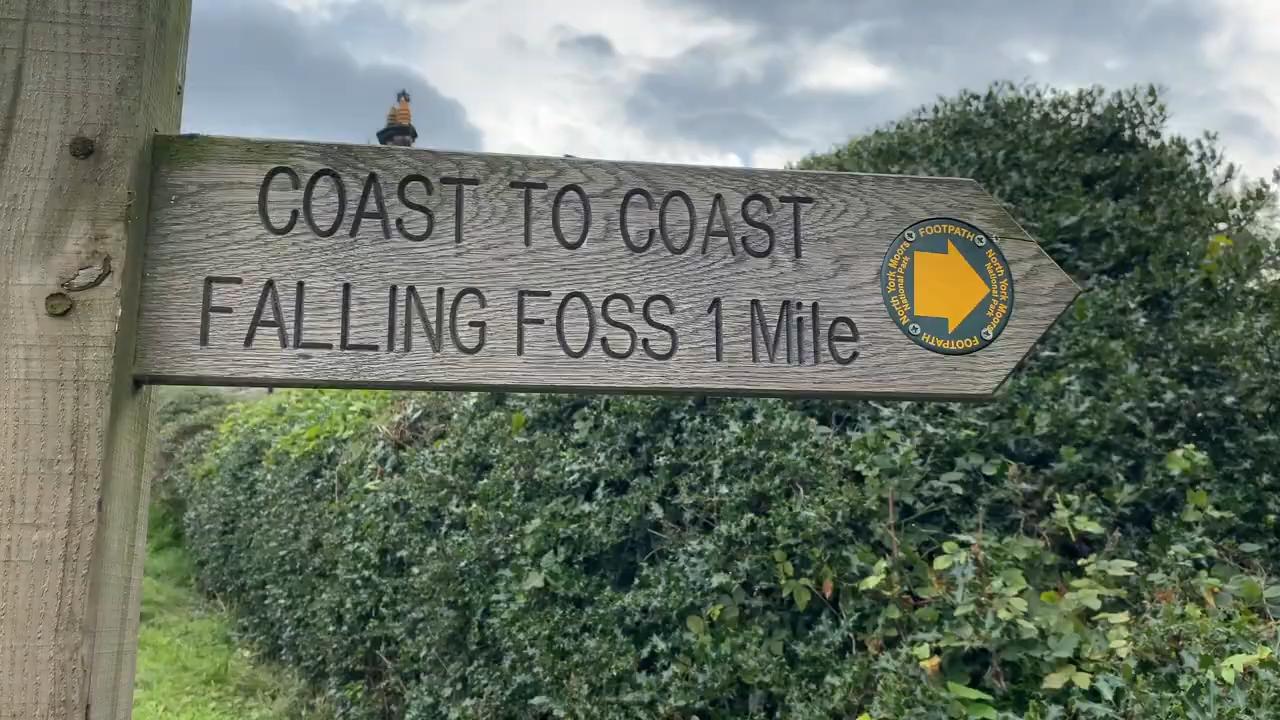 COAST TO COAST
FALLING FOSS 1 Mile
FOOTPATH
North York Moors
National Park
North York Moors
National Park
FOOTPATH